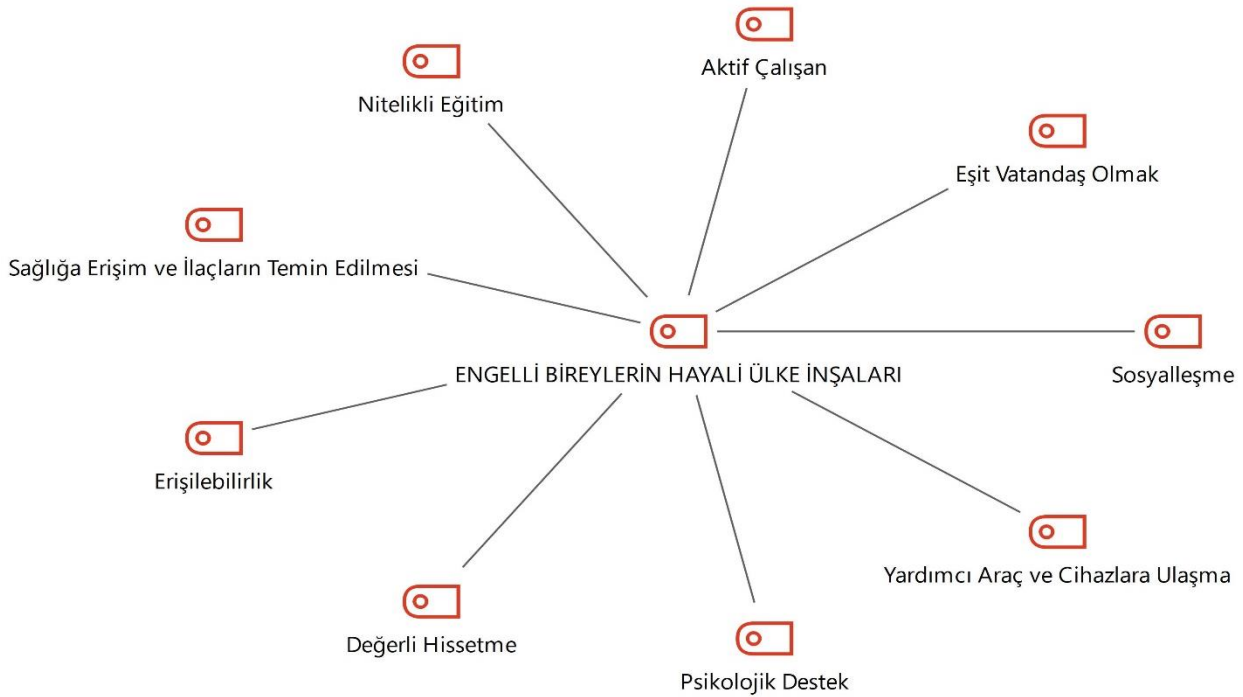 Aktif Çalışan
Nitelikli Eğitim
Eşit Vatandaş Olmak
Sağlığa Erişim ve İlaçların Temin Edilmesi
ENGELLİ BİREYLERİN HAYALİ ÜLKE İNŞALARI
Sosyalleşme
Erişilebilirlik
Yardımcı Araç ve Cihazlara Ulaşma
Değerli Hissetme
Psikolojik Destek